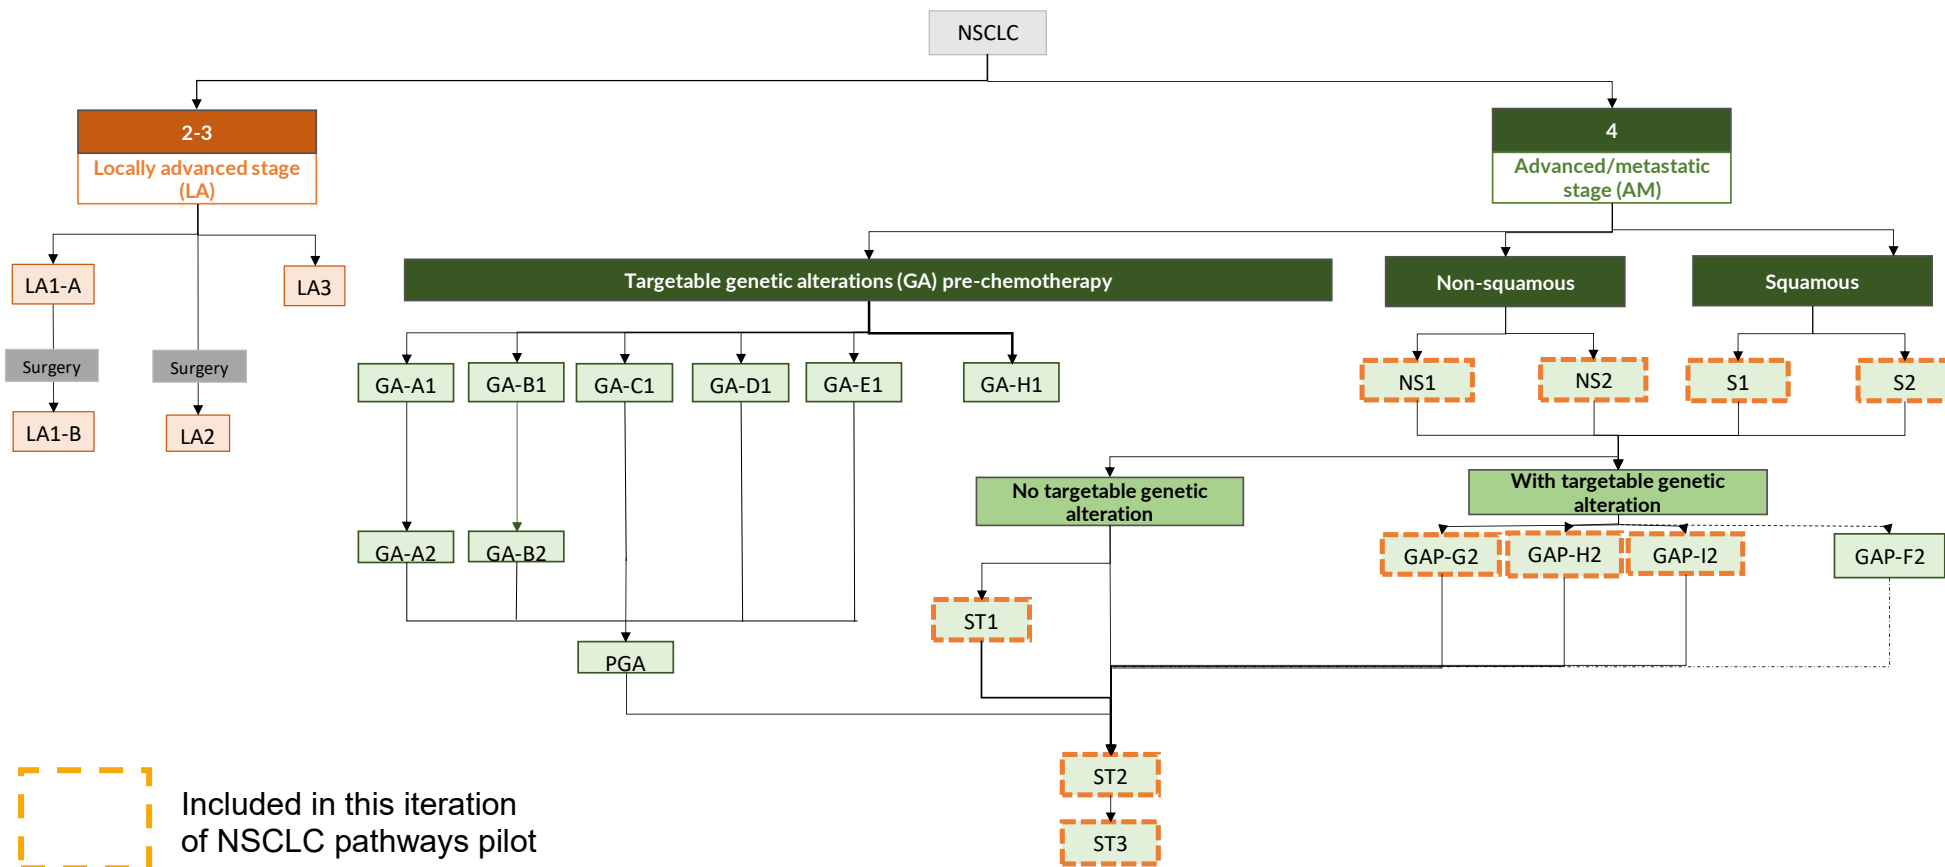 NSCLC
2-3
Locally advanced stage
(LA)
4
Advanced/metastatic
stage (AM)
Targetable genetic alterations (GA) pre-chemotherapy
Non-squamous
Squamous
LA1-A
LA3
Surgery
Surgery
LA1-B
LA2
GA-A1
GA-B1
GA-C1
GA-D1
GA-E1
GA-H1
NS1
NS2
S1
S2
No targetable genetic
alteration
With targetable genetic
alteration
GA-A2
GA-B2
GAP-G2
GAP-H2
GAP-I2
GAP-F2
ST1
PGA
ST2
ST3
Included in this iteration
of NSCLC pathways pilot